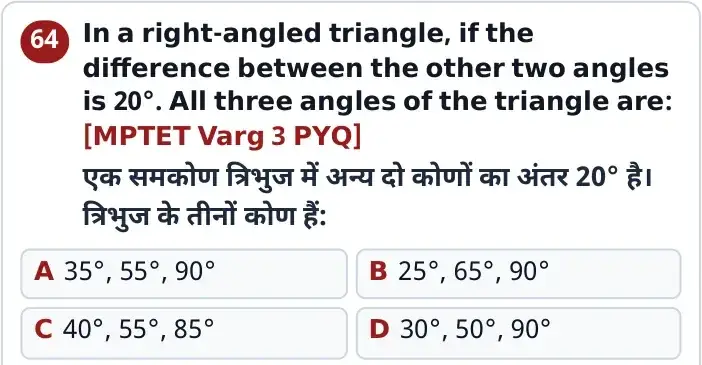 64 In a right-angled triangle, if the
difference between the other two angles
is 20°. All three angles of the triangle are:
[MPTET Varg 3 PYQ]
एक समकोण त्रिभुज में अन्य दो कोणों का अंतर 20° है।
त्रिभुज के तीनों कोण हैं:
A 35°, 55°, 90°
B 25°, 65°, 90°
C 40°, 55°, 85°
D 30°, 50°, 90°